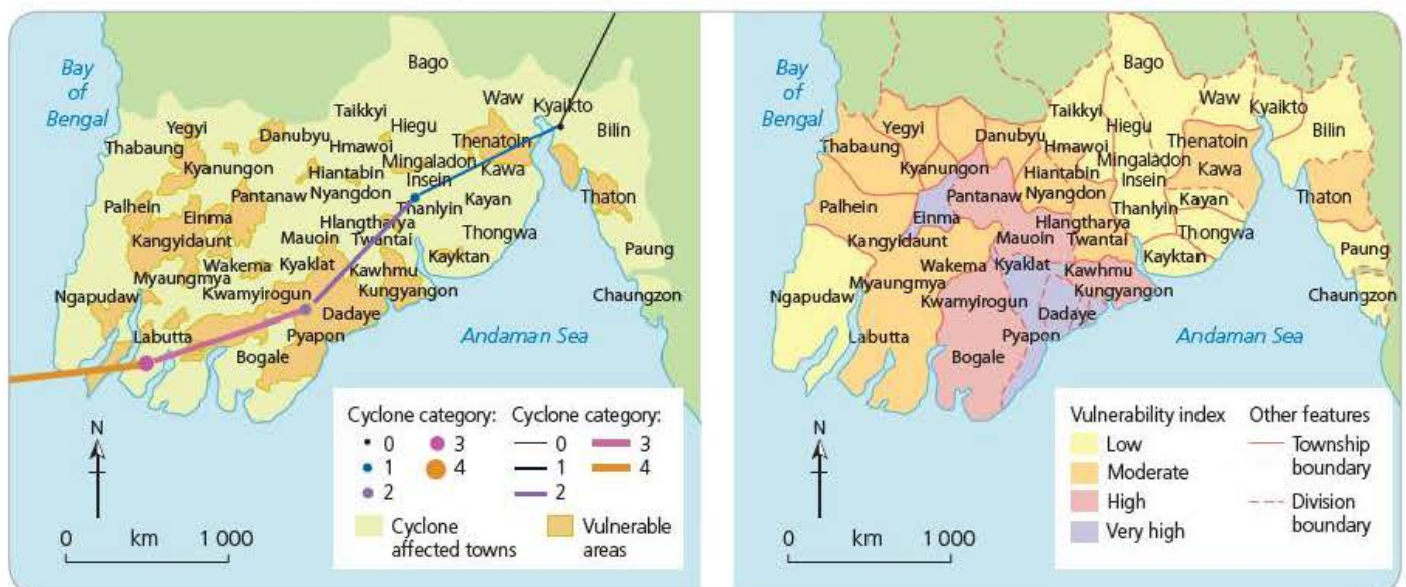 Bay
of
Bengal
Bago
Waw
Kyaikto
Taikkyi
Hiegu
Bilin
Yegyi
Danubyu
Thenatoin
Thabaung
Hmawoi
Mingaladon
Kyanungon
Hiantabin
Kawa
Insein
Pantanaw
Nyangdon
Thaton
Palhein
Thanlyin
Kayan
Einma
Hlangtharya
Kangyidaunt
Mauoin
Twantai
Thongwa
Paung
Wakema
Kyaklat
Kayktan
Myaungmya
Kawhmu
Ngapudaw
Kwamyirogun
Kungyangon
Chaungzon
Dadaye
Labutta
Pyapon
Andaman Sea
Bogale
N
0 km 1 000
Cyclone category:
0
1
2
3
4
Cyclone category:
0
1
2
3
4
Cyclone
affected towns
Vulnerable
areas
Bay
of
Bengal
Bago
Waw
Kyaikto
Taikkyi
Hiegu
Bilin
Yegyi
Danubyu
Thenatoin
Thabaung
Hmawoi
Mingaladon
Kyanungon
Hiantabin
Kawa
Insein
Pantanaw
Nyangdon
Thaton
Palhein
Thanlyin
Kayan
Einma
Hlangtharya
Kangyidaunt
Mauoin
Twantai
Thongwa
Paung
Wakema
Kyaklat
Kayktan
Myaungmya
Kawhmu
Ngapudaw
Kwamyirogun
Kungyangon
Chaungzon
Dadaye
Labutta
Pyapon
Andaman Sea
Bogale
N
0 km 1 000
Vulnerability index
Low
Moderate
High
Very high
Other features
Township
boundary
Division
boundary